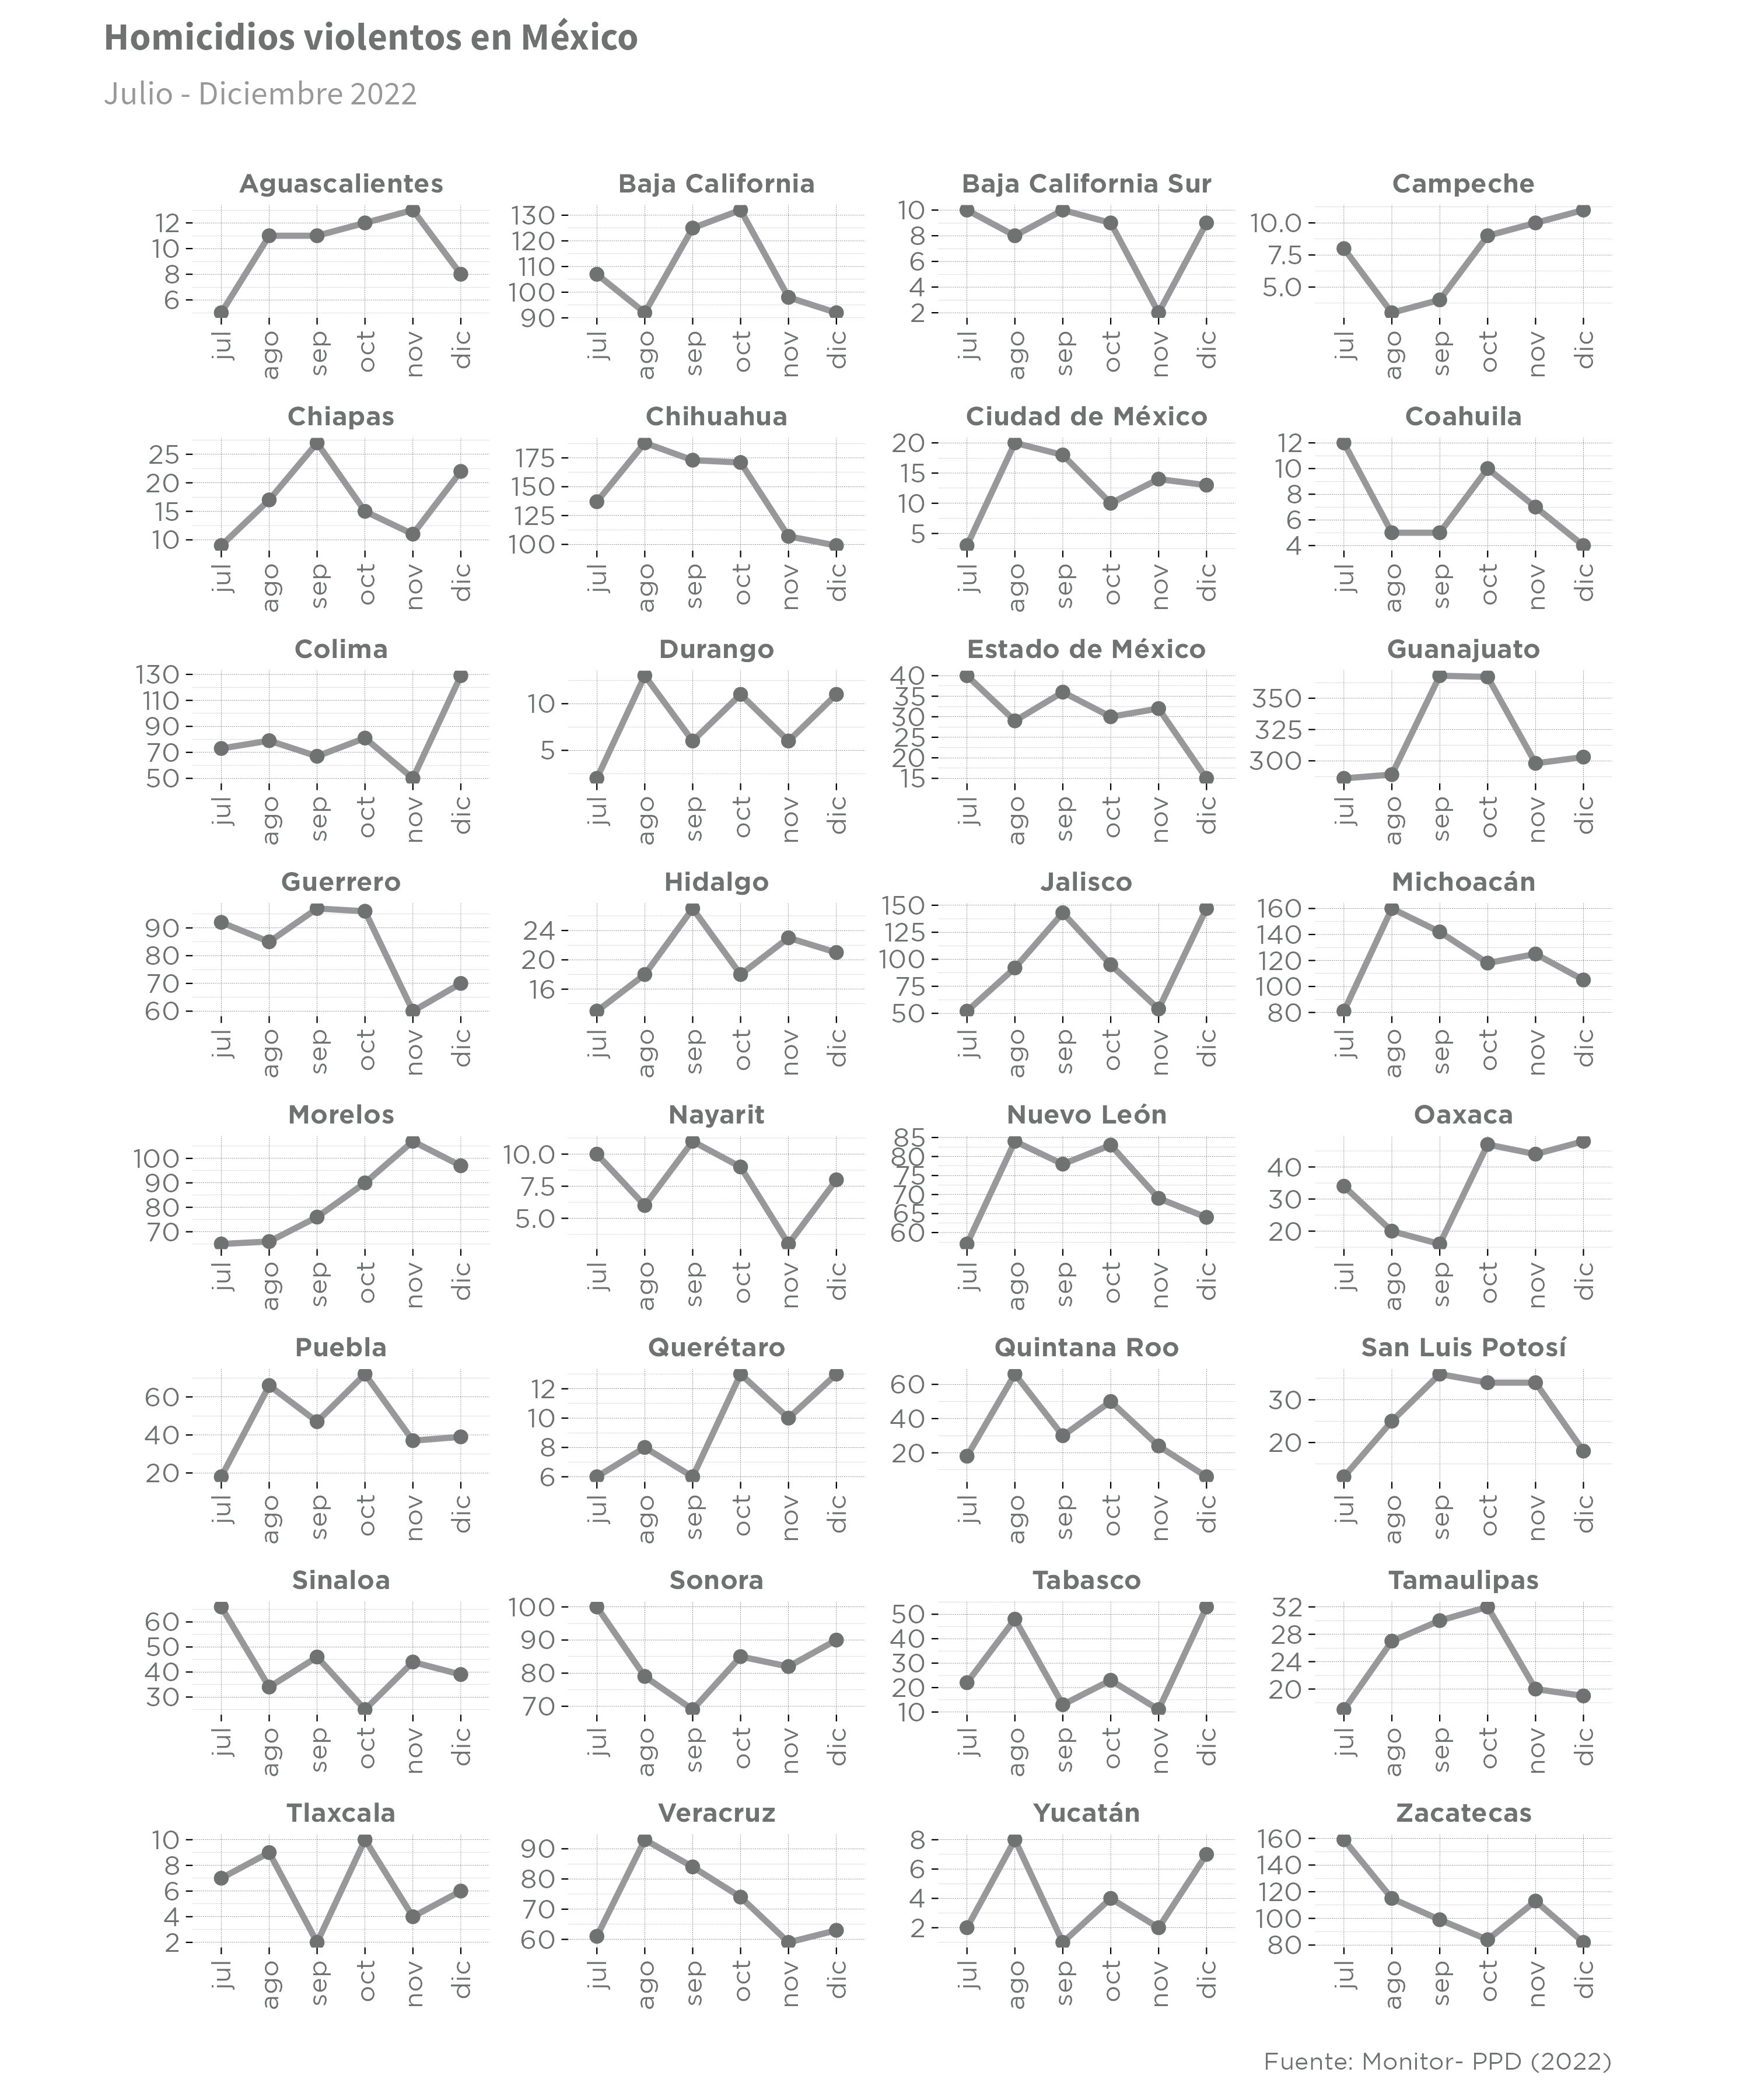 Homicidios violentos en México
Julio - Diciembre 2022
Aguascalientes
12
10
8
6
jul ago sep oct nov dic
Baja California
130
120
110
100
90
jul ago sep oct nov dic
Baja California Sur
10
8
6
4
2
jul ago sep oct nov dic
Campeche
10.0
7.5
5.0
jul ago sep oct nov dic
Chiapas
25
20
15
10
jul ago sep oct nov dic
Chihuahua
175
150
125
100
jul ago sep oct nov dic
Ciudad de México
20
15
10
5
jul ago sep oct nov dic
Coahuila
12
10
8
6
4
jul ago sep oct nov dic
Colima
130
110
90
70
50
jul ago sep oct nov dic
Durango
10
5
jul ago sep oct nov dic
Estado de México
40
35
30
25
20
15
jul ago sep oct nov dic
Guanajuato
350
325
300
jul ago sep oct nov dic
Guerrero
90
80
70
60
jul ago sep oct nov dic
Hidalgo
24
20
16
jul ago sep oct nov dic
Jalisco
150
125
100
75
50
jul ago sep oct nov dic
Michoacán
160
140
120
100
80
jul ago sep oct nov dic
Morelos
100
90
80
70
jul ago sep oct nov dic
Nayarit
10.0
7.5
5.0
jul ago sep oct nov dic
Nuevo León
85
80
75
70
65
60
jul ago sep oct nov dic
Oaxaca
40
30
20
jul ago sep oct nov dic
Puebla
60
40
20
jul ago sep oct nov dic
Querétaro
12
10
8
6
jul ago sep oct nov dic
Quintana Roo
60
40
20
jul ago sep oct nov dic
San Luis Potosí
30
20
jul ago sep oct nov dic
Sinaloa
60
50
40
30
jul ago sep oct nov dic
Sonora
100
90
80
70
jul ago sep oct nov dic
Tabasco
50
40
30
20
10
jul ago sep oct nov dic
Tamaulipas
32
28
24
20
jul ago sep oct nov dic
Tlaxcala
10
8
6
4
2
jul ago sep oct nov dic
Veracruz
90
80
70
60
jul ago sep oct nov dic
Yucatán
8
6
4
2
jul ago sep oct nov dic
Zacatecas
160
140
120
100
80
jul ago sep oct nov dic
Fuente: Monitor- PPD (2022)